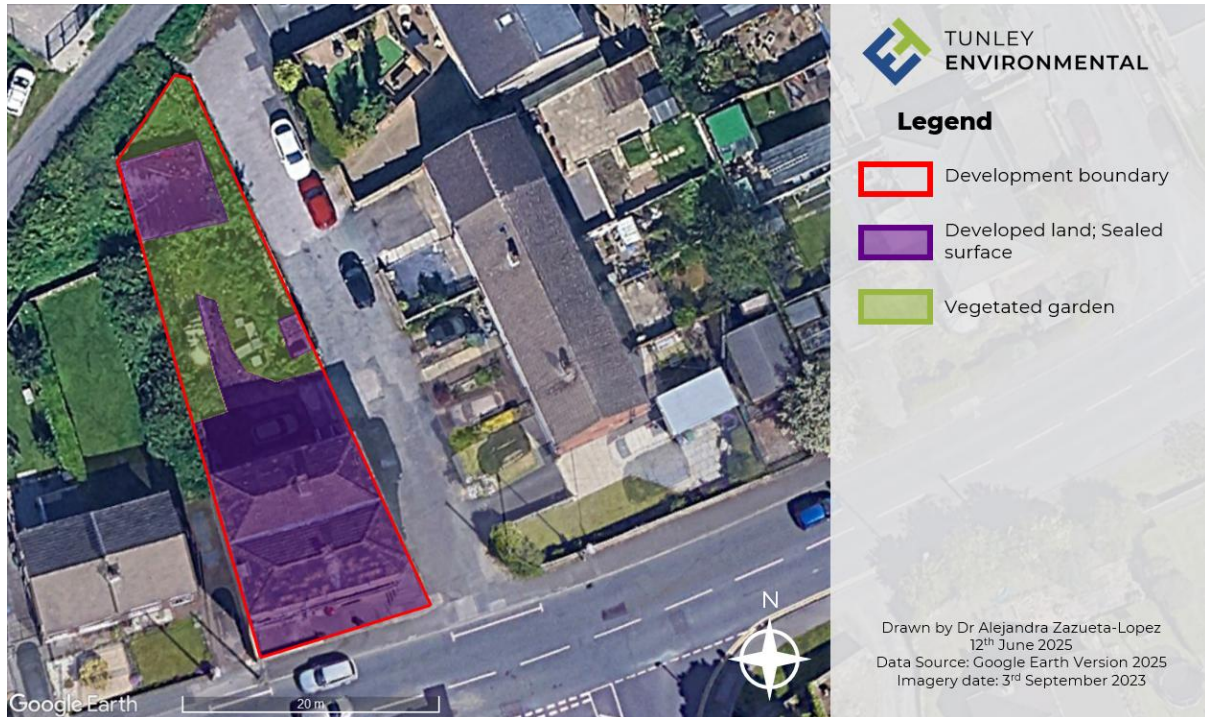 TUNLEY
ENVIRONMENTAL
Legend
Development boundary
Developed land; Sealed
surface
Vegetated garden
N
Drawn by Dr Alejandra Zazueta-Lopez
12th June 2025
Data Source: Google Earth Version 2025
Imagery date: 3rd September 2023
Google Earth
20 m